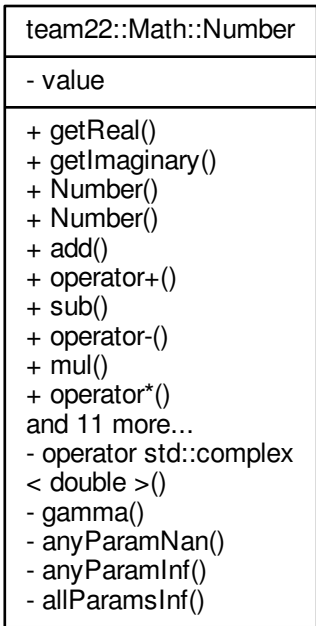 team22::Math::Number
- value
+ getReal()
+ getImaginary()
+ Number()
+ Number()
+ add()
+ operator+()
+ sub()
+ operator-()
+ mul()
+ operator*()
and 11 more...
- operator std::complex
< double >()
- gamma()
- anyParamNan()
- anyParamInf()
- allParamsInf()